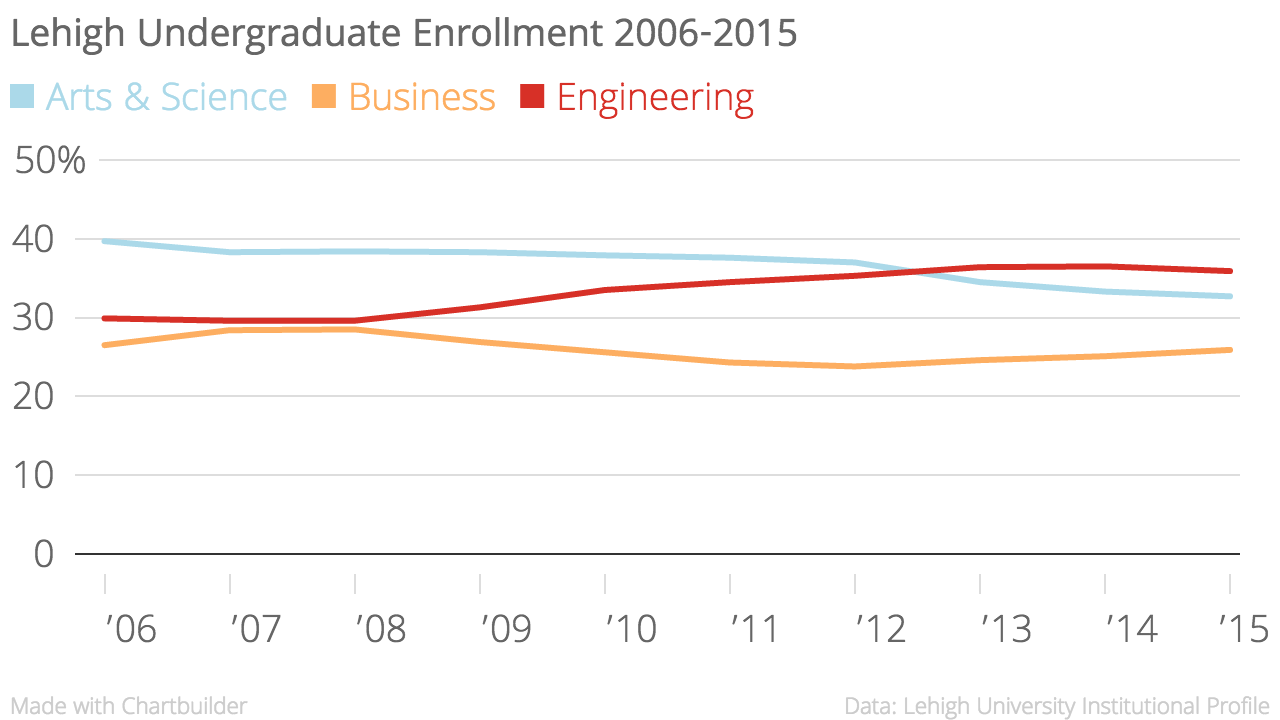 Lehigh Undergraduate Enrollment 2006-2015
Arts & Science Business Engineering
50%
40
30
20
10
0
’06 ’07 ’08 ’09 ’10 ’11 ’12 ’13 ’14 ’15
Made with Chartbuilder Data: Lehigh University Institutional Profile